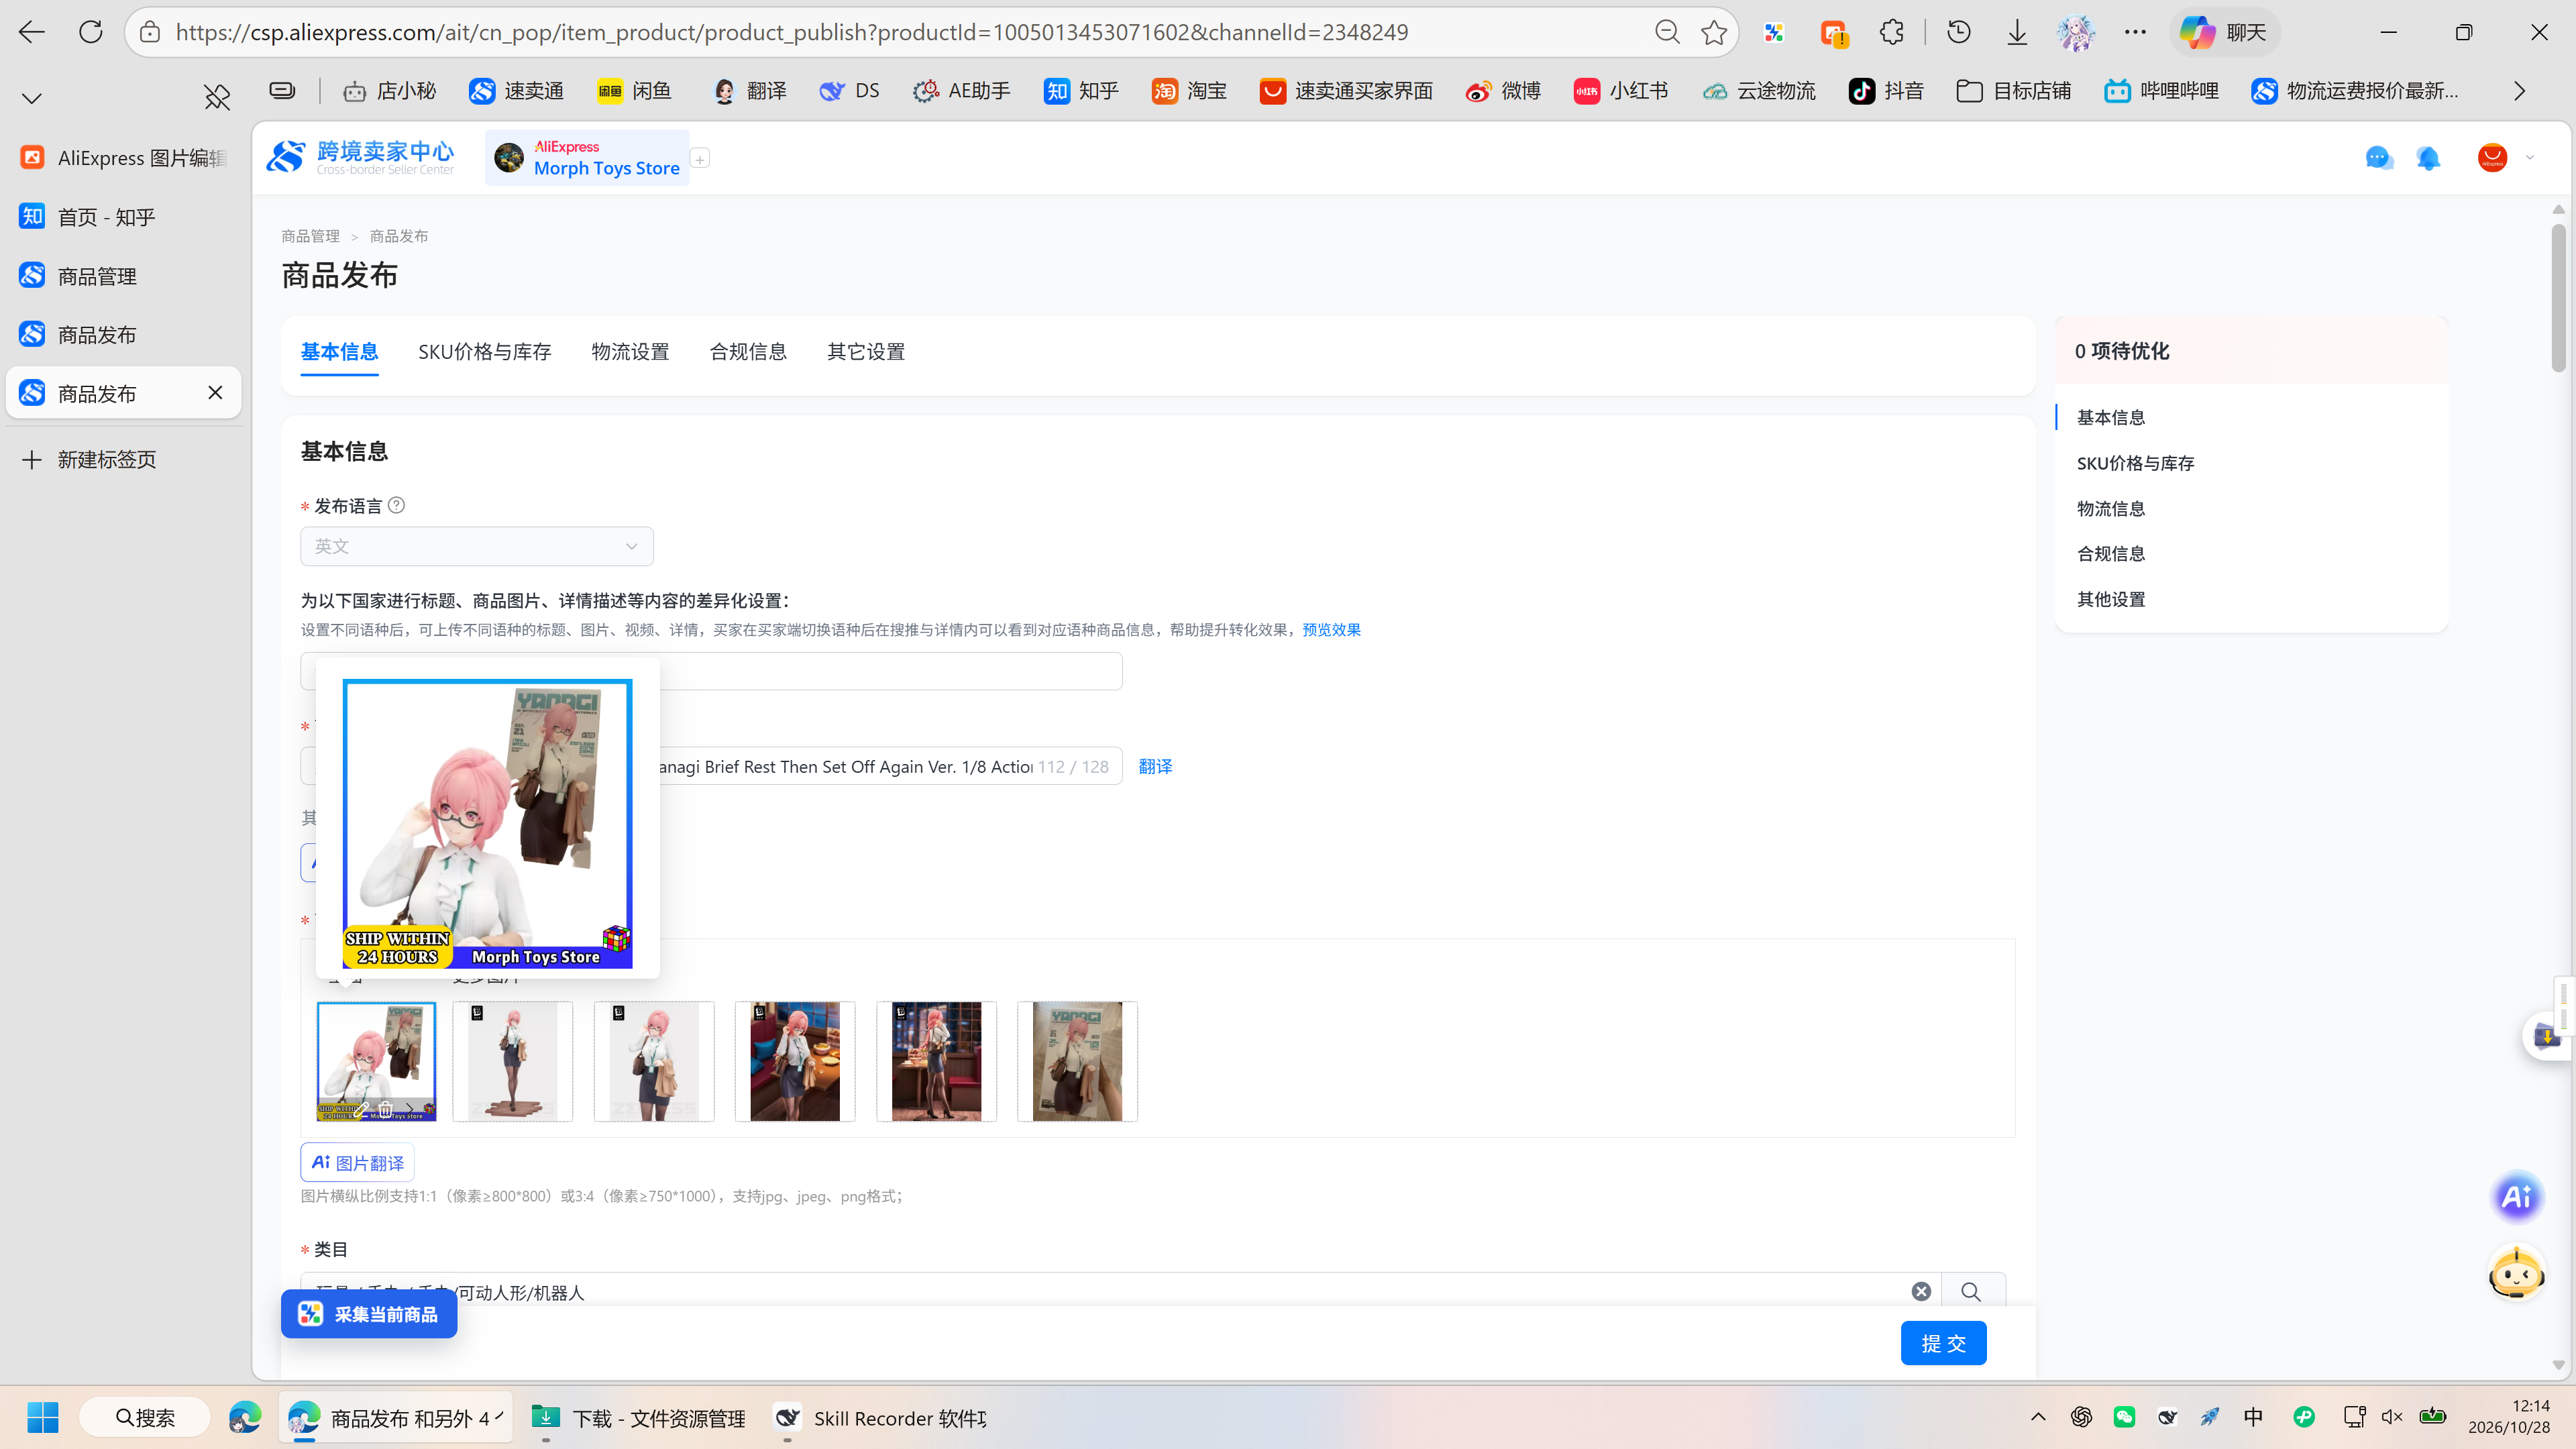 https://csp.aliexpress.com/ait/cn_pop/item_product/product_publish?productId=1005013453071602&channelId=2348249
聊天
店小秘
速卖通
闲鱼
翻译
DS
AE助手
知乎
淘宝
速卖通买家界面
微博
小红书
云途物流
抖音
目标店铺
哔哩哔哩
物流运费报价最新...
AliExpress 图片编辑
首页 - 知乎
商品管理
商品发布
商品发布
新建标签页
跨境卖家中心
Cross-border Seller Center
AliExpress
Morph Toys Store
商品管理 > 商品发布
商品发布
基本信息
SKU价格与库存
物流设置
合规信息
其它设置
0 项待优化
基本信息
SKU价格与库存
物流信息
合规信息
其他设置
基本信息
* 发布语言
英文
为以下国家进行标题、商品图片、详情描述等内容的差异化设置：
设置不同语种后，可上传不同语种的标题、图片、视频、详情，买家在买家端切换语种后在搜推与详情内可以看到对应语种商品信息，帮助提升转化效果，预览效果
YANAGI
anagi Brief Rest Then Set Off Again Ver. 1/8 Action
112 / 128
翻译
SHIP WITHIN
24 HOURS
Morph Toys Store
Ai 图片翻译
图片横纵比例支持1:1（像素≥800*800）或3:4（像素≥750*1000），支持jpg、jpeg、png格式；
* 类目
/可动人形/机器人
采集当前商品
提 交
Ai
搜索
商品发布 和另外 4
下载 - 文件资源管理
Skill Recorder 软件
中
12:14
2026/10/28